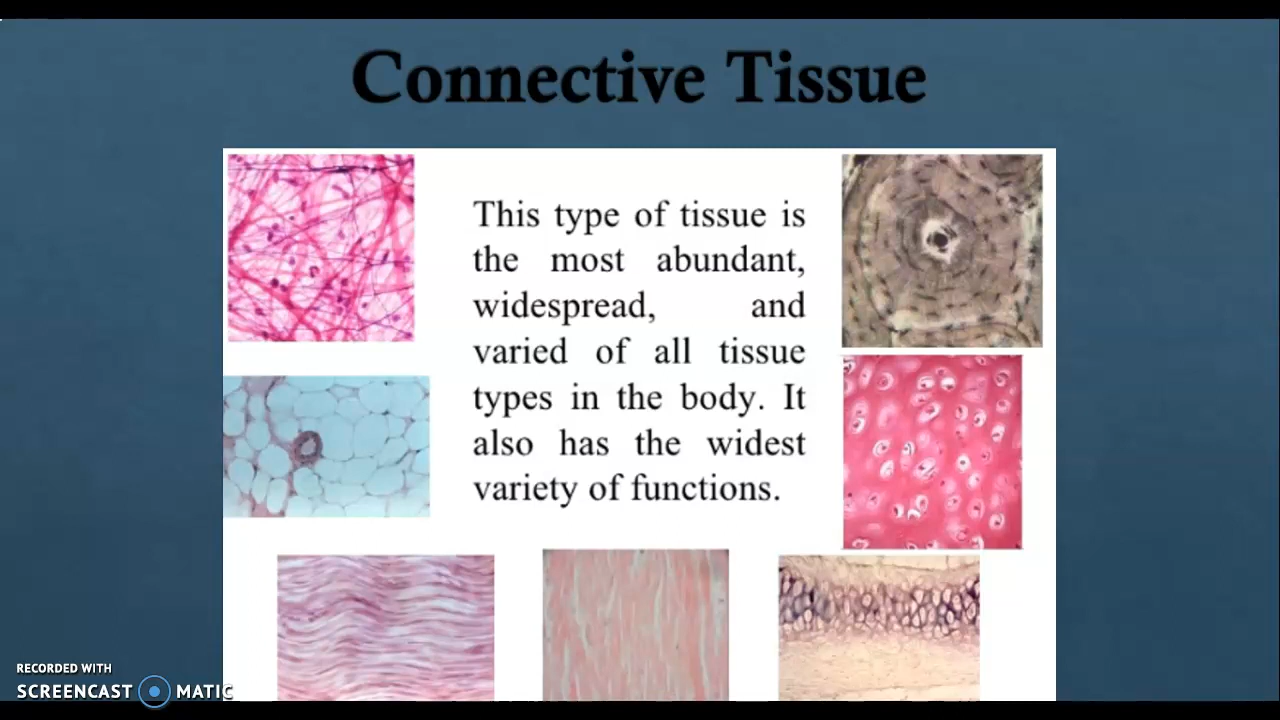 Connective Tissue
This type of tissue is
the most abundant,
widespread, and
varied of all tissue
types in the body. It
also has the widest
variety of functions.
RECORDED WITH
SCREENCAST MATIC